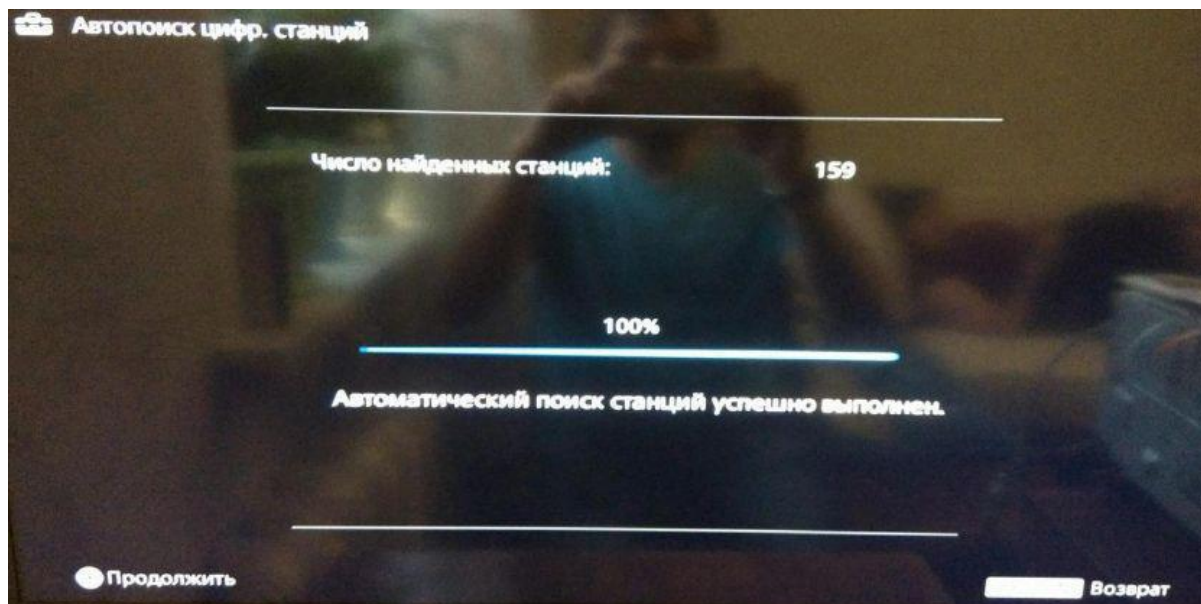 Автопоиск цифр. станций
Число найденных станций: 159
100%
Автоматический поиск станций успешно выполнен.
Продолжить Возврат